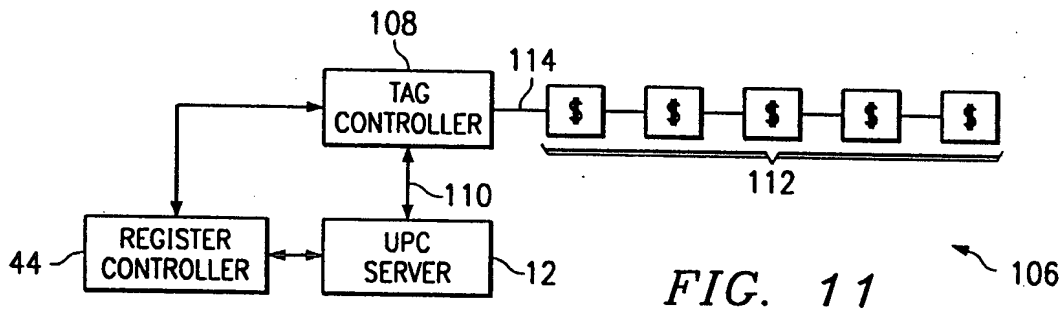 108
TAG
CONTROLLER
114
$ $ $ $ $
112
110
44
REGISTER
CONTROLLER
UPC
SERVER
12
FIG. 11
106